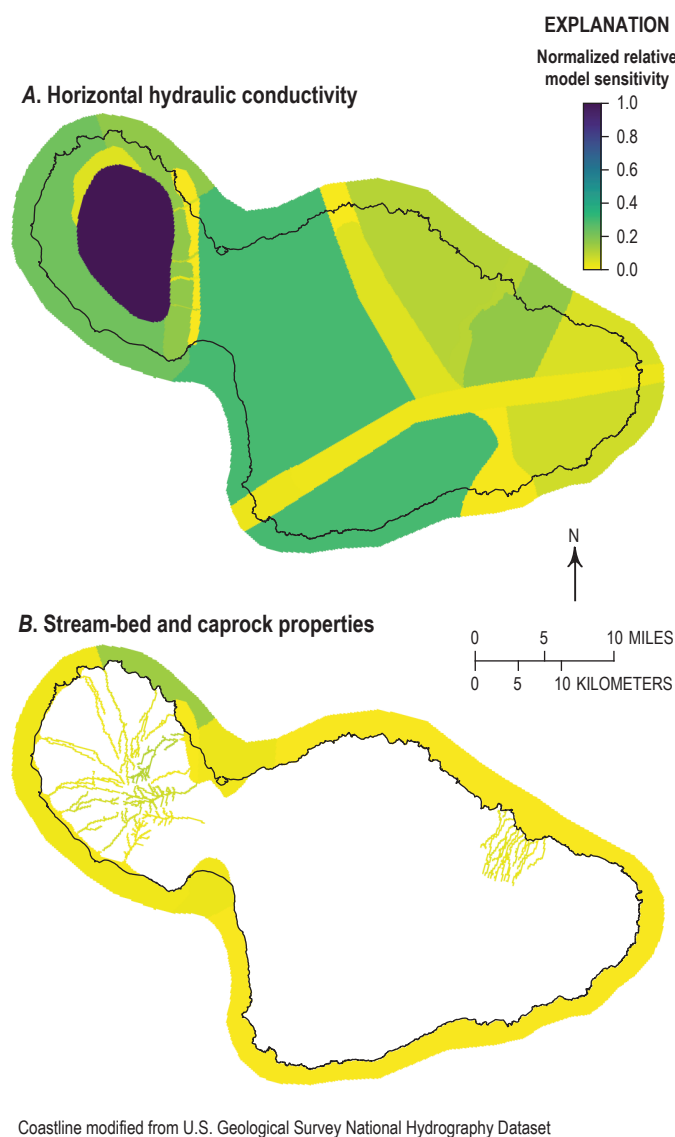 EXPLANATION
Normalized relative
model sensitivity
A. Horizontal hydraulic conductivity
1.0
0.8
0.6
0.4
0.2
0.0
N
B. Stream-bed and caprock properties
0 5 10 MILES
0 5 10 KILOMETERS
Coastline modified from U.S. Geological Survey National Hydrography Dataset